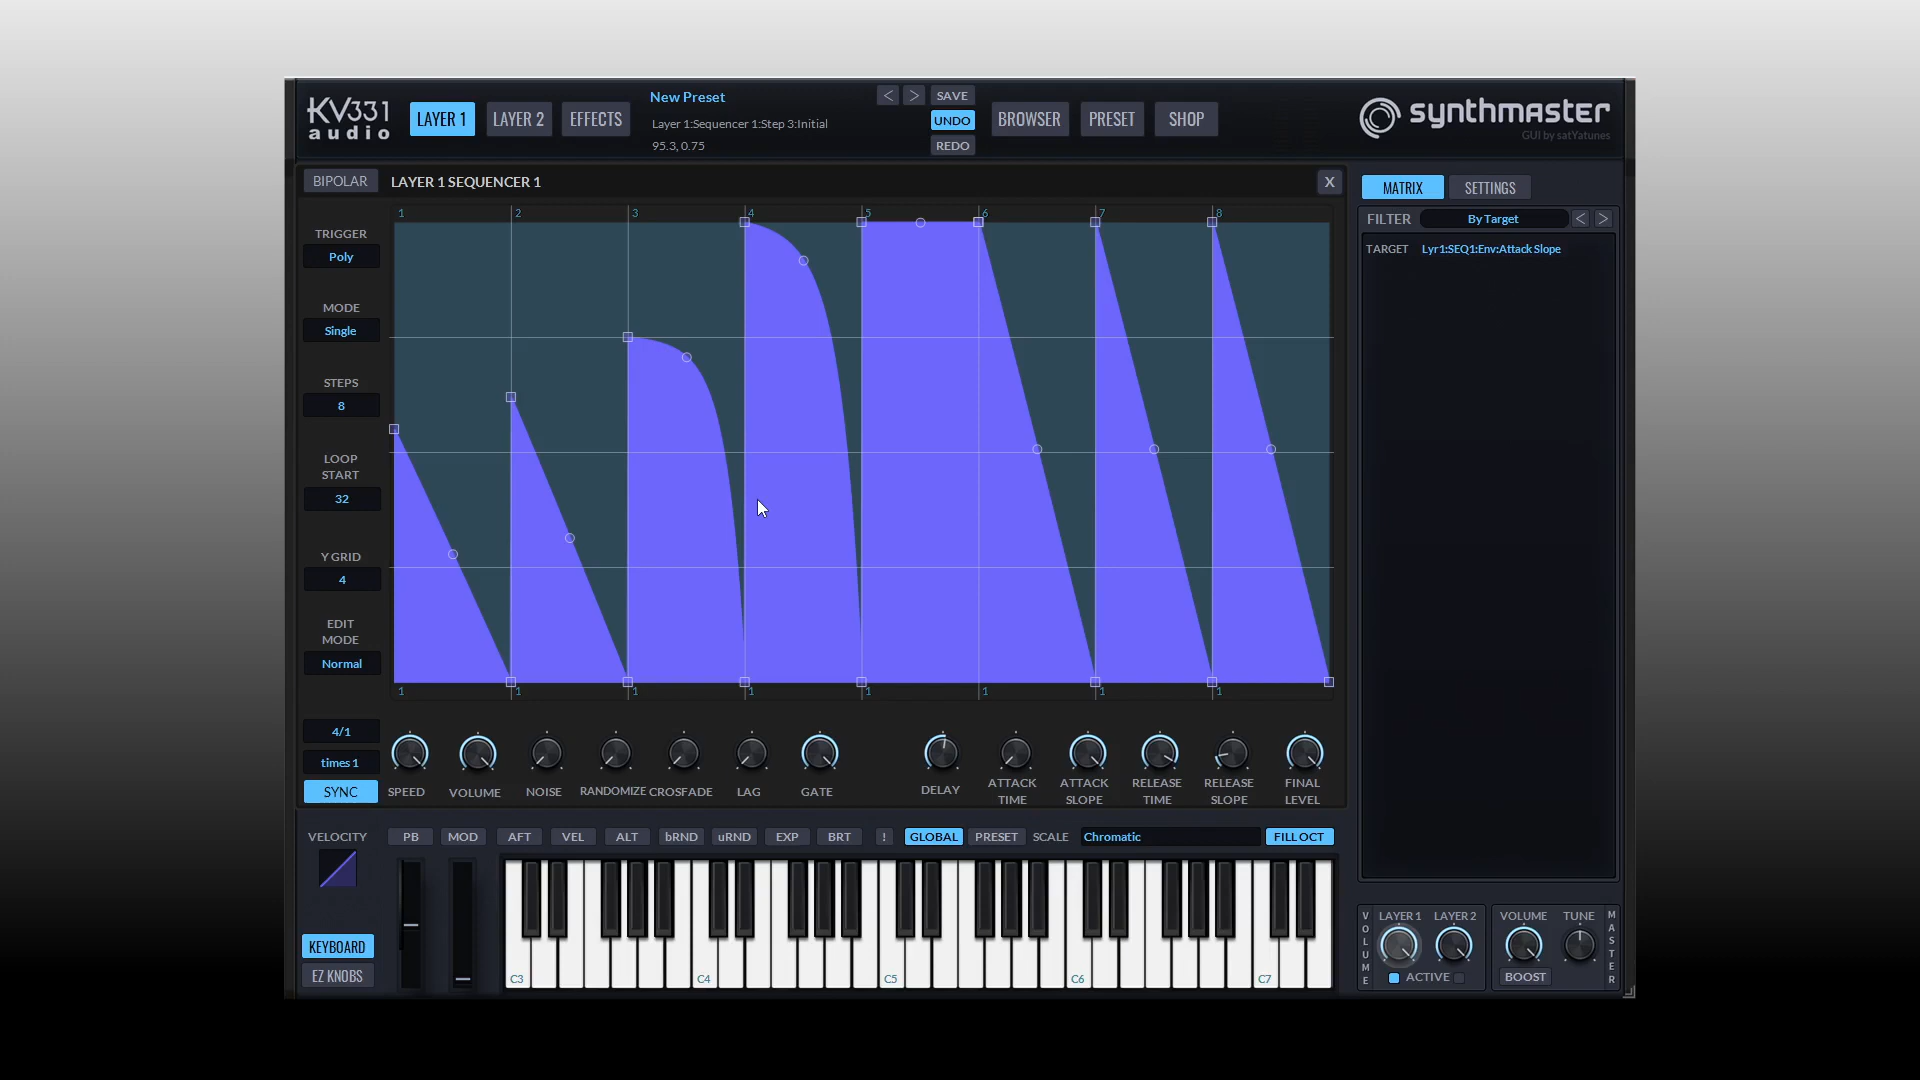 KV331
audio
LAYER 1
LAYER 2
EFFECTS
New Preset
Layer 1:Sequencer 1:Step 3:Initial
95.3, 0.75
<
>
SAVE
UNDO
REDO
BROWSER
PRESET
SHOP
synthmaster
GUI by satYatunes
BIPOLAR
LAYER 1 SEQUENCER 1
X
MATRIX
SETTINGS
FILTER
By Target
<
>
TARGET
Lyr1:SEQ1:Env:Attack Slope
TRIGGER
Poly
MODE
Single
STEPS
8
LOOP
START
32
Y GRID
4
EDIT
MODE
Normal
1 2 3 4 5 6 7 8
1 1 1 1 1 1 1 1
4/1
times 1
SYNC
SPEED
VOLUME
NOISE
RANDOMIZE
CROSFADE
LAG
GATE
DELAY
ATTACK
TIME
ATTACK
SLOPE
RELEASE
TIME
RELEASE
SLOPE
FINAL
LEVEL
VELOCITY
PB
MOD
AFT
VEL
ALT
bRND
uRND
EXP
BRT
!
GLOBAL
PRESET
SCALE
Chromatic
FILL OCT
KEYBOARD
EZ KNOBS
C3
C4
C5
C6
C7
VOLUME
LAYER 1
LAYER 2
ACTIVE
VOLUME
TUNE
BOOST
MASTER